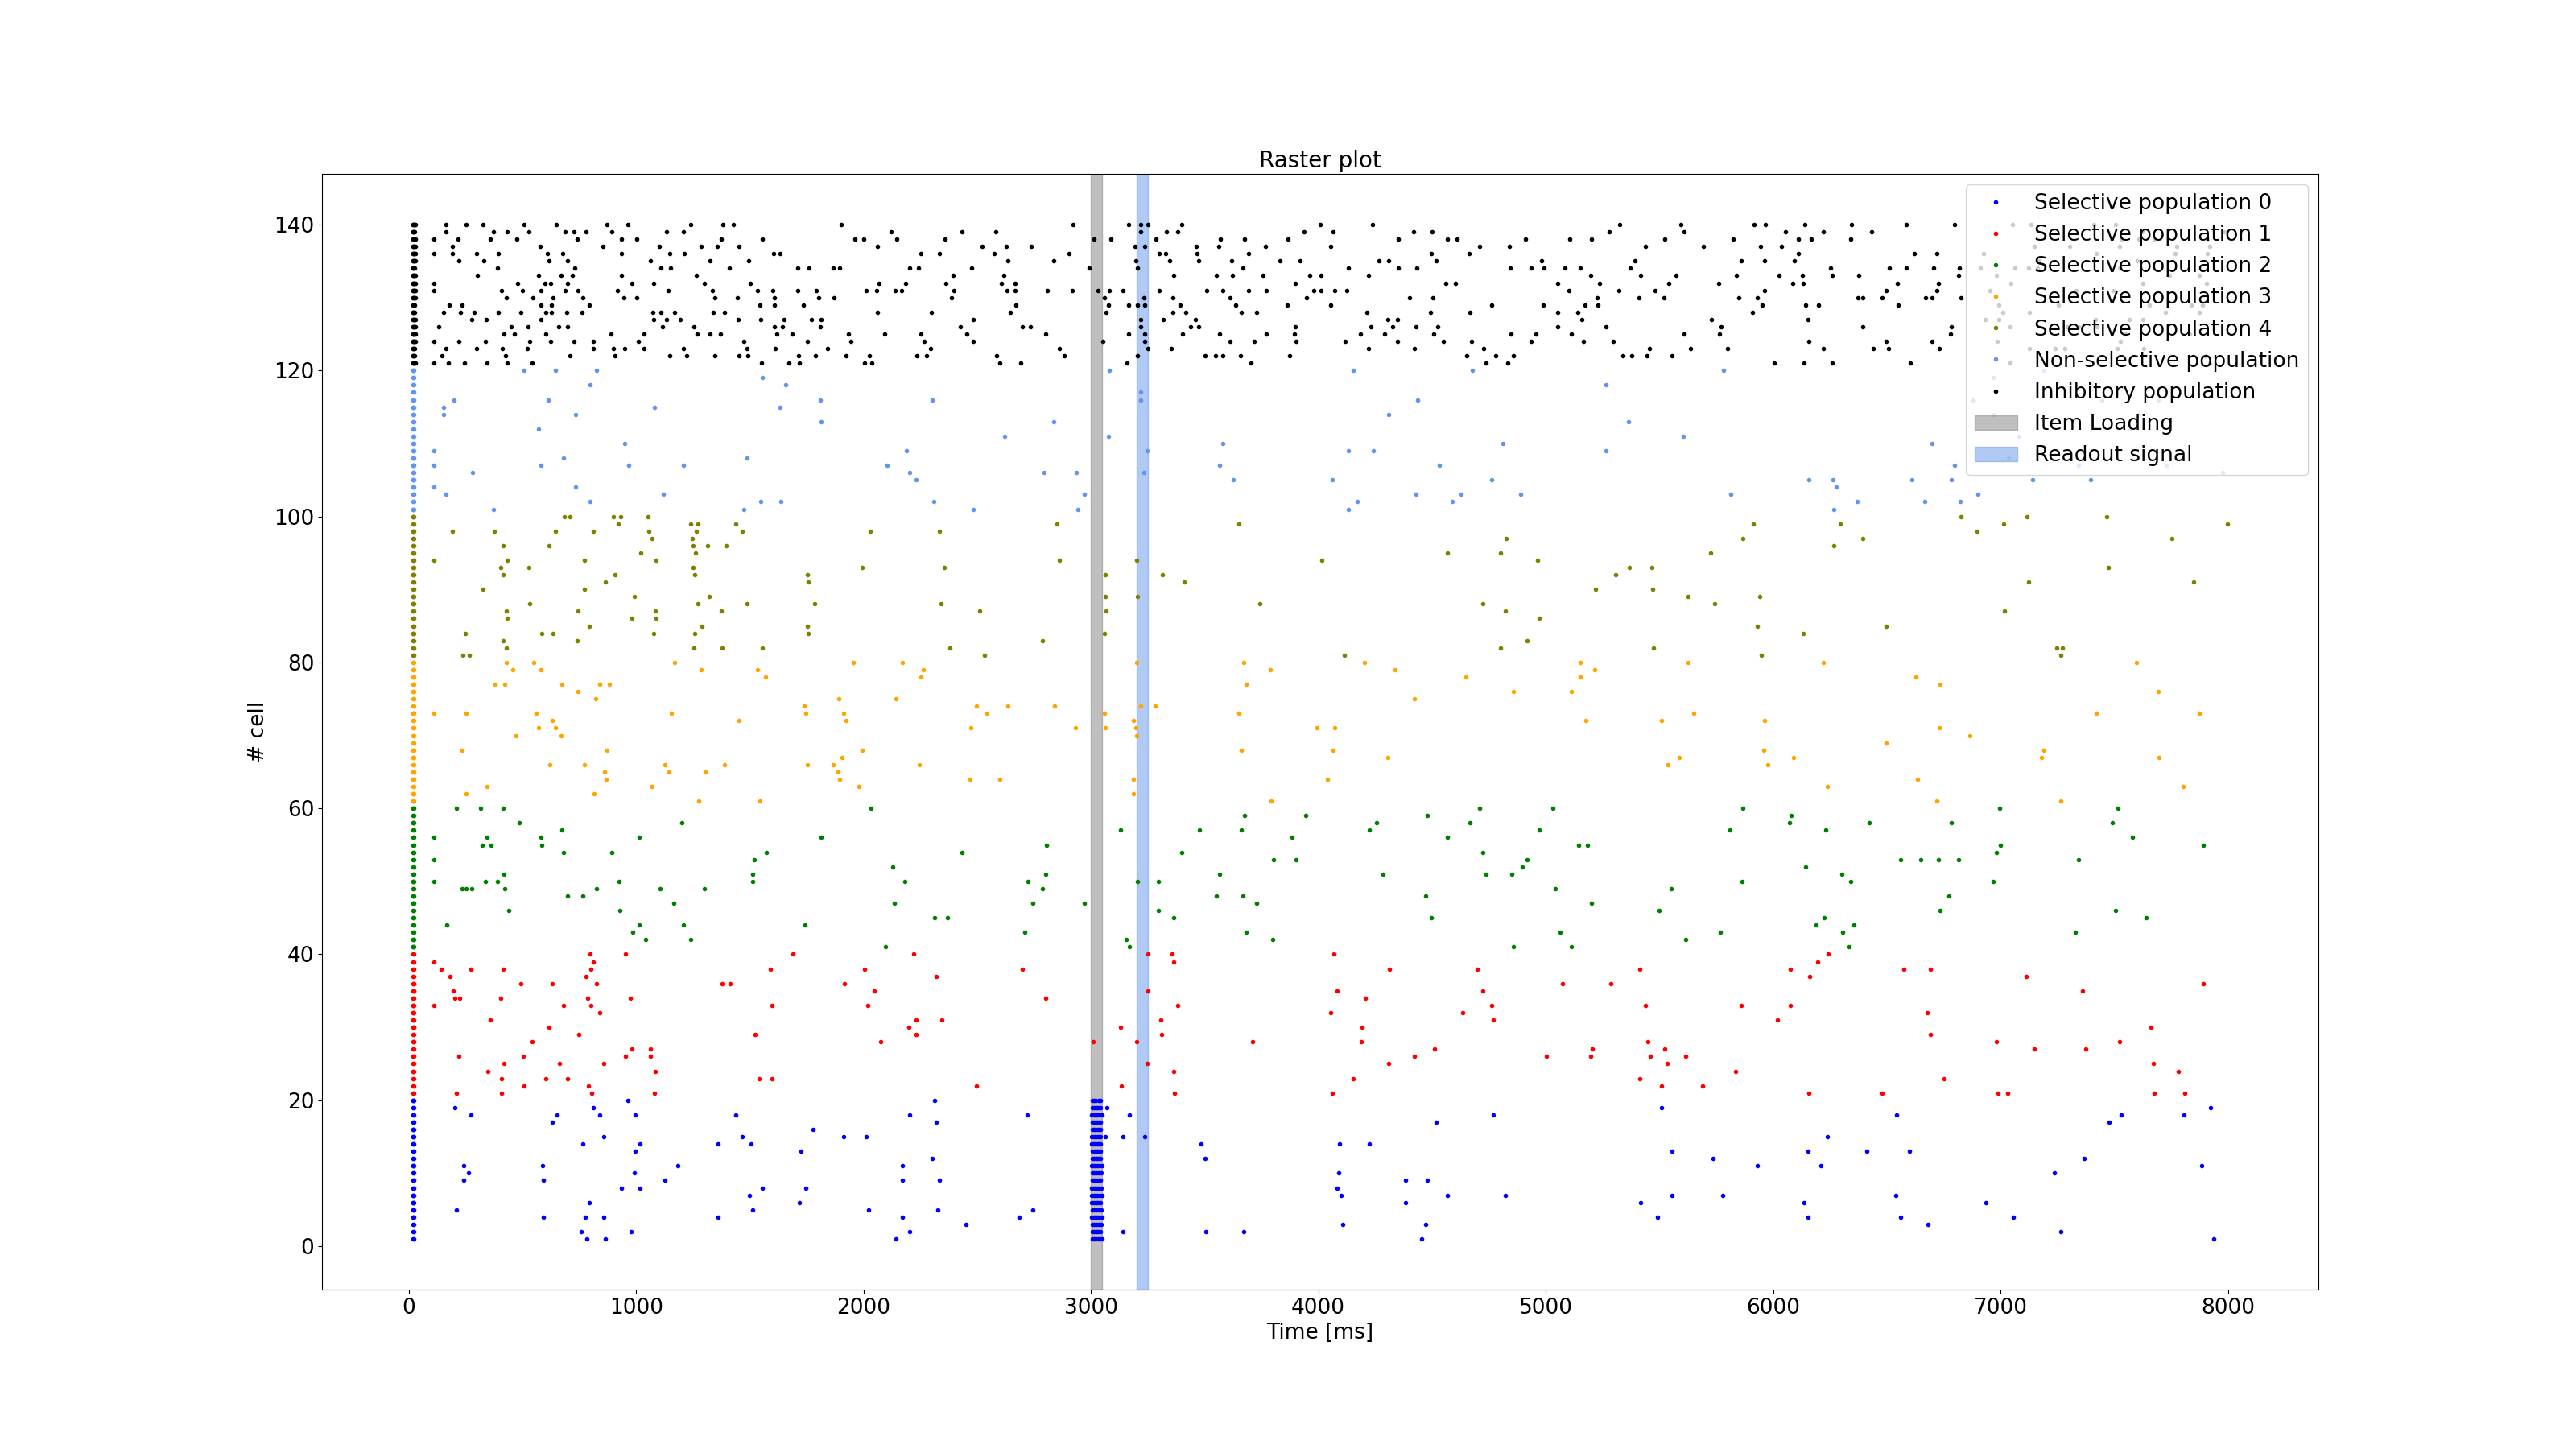 Raster plot
140
120
100
80
60
40
20
0
# cell
0 1000 2000 3000 4000 5000 6000 7000 8000
Time [ms]
Selective population 0
Selective population 1
Selective population 2
Selective population 3
Selective population 4
Non-selective population
Inhibitory population
Item Loading
Readout signal